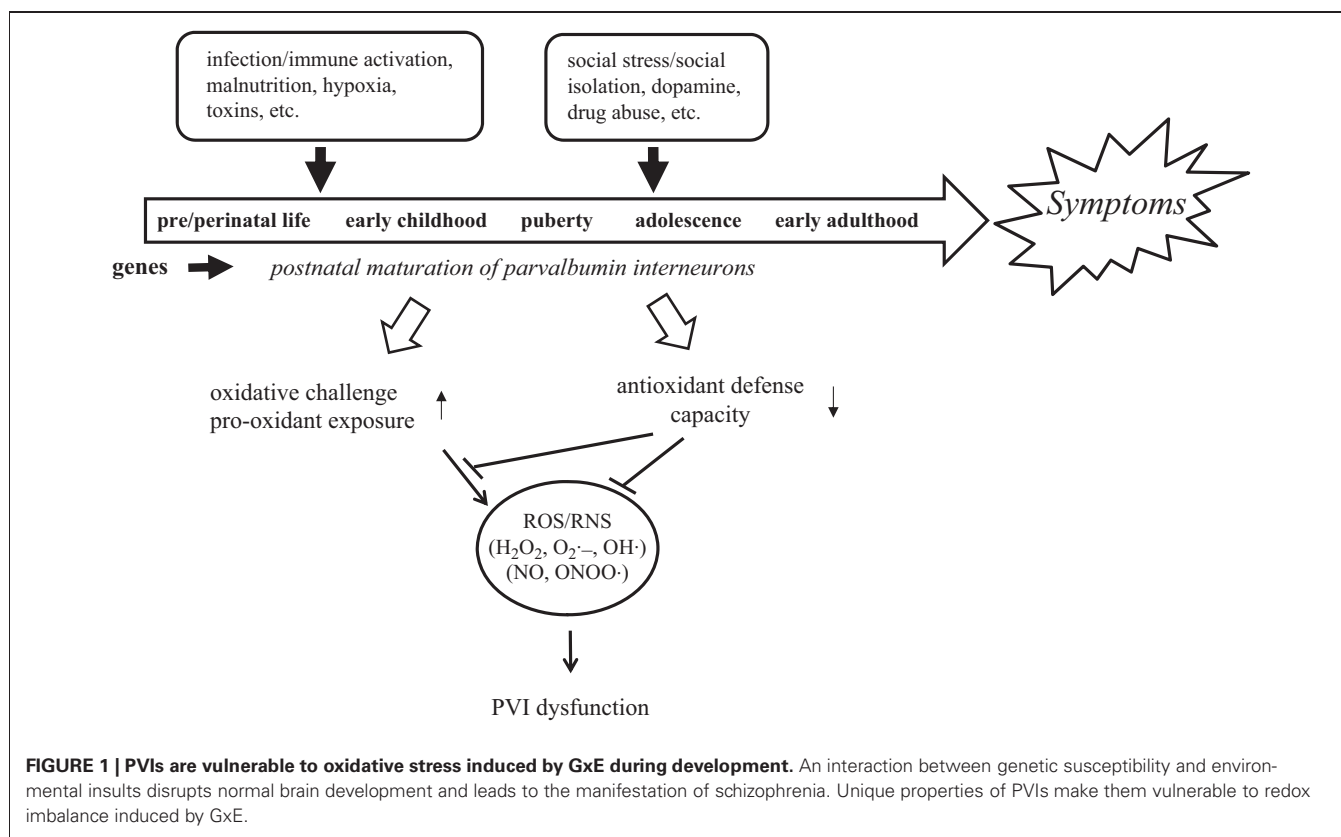 infection/immune activation,
malnutrition, hypoxia,
toxins, etc.
social stress/social
isolation, dopamine,
drug abuse, etc.
pre/perinatal life early childhood puberty adolescence early adulthood
Symptoms
genes
postnatal maturation of parvalbumin interneurons
oxidative challenge
pro-oxidant exposure
antioxidant defense
capacity
ROS/RNS
(H₂O₂, O₂·–, OH·)
(NO, ONOO·)
PVI dysfunction
FIGURE 1 | PVIs are vulnerable to oxidative stress induced by GxE during development. An interaction between genetic susceptibility and environ-
mental insults disrupts normal brain development and leads to the manifestation of schizophrenia. Unique properties of PVIs make them vulnerable to redox
imbalance induced by GxE.